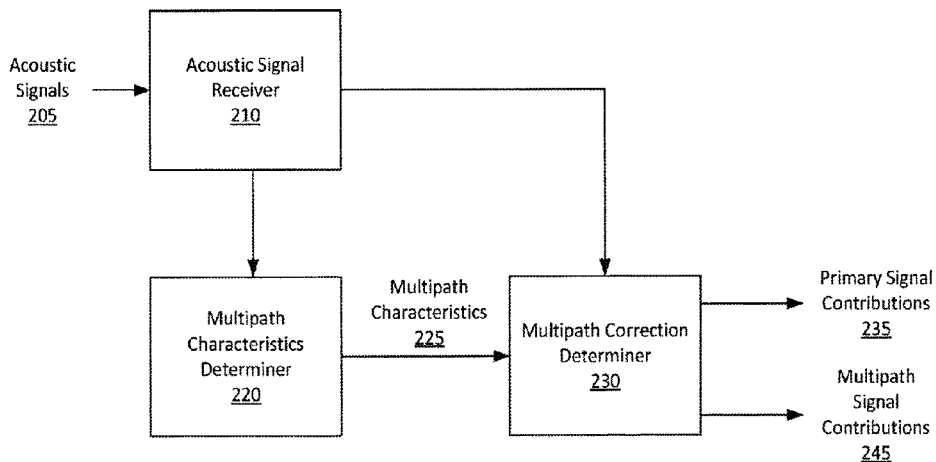 Acoustic
Signals
205
Acoustic Signal
Receiver
210
Multipath
Characteristics
Determiner
220
Multipath
Characteristics
225
Multipath Correction
Determiner
230
Primary Signal
Contributions
235
Multipath
Signal
Contributions
245